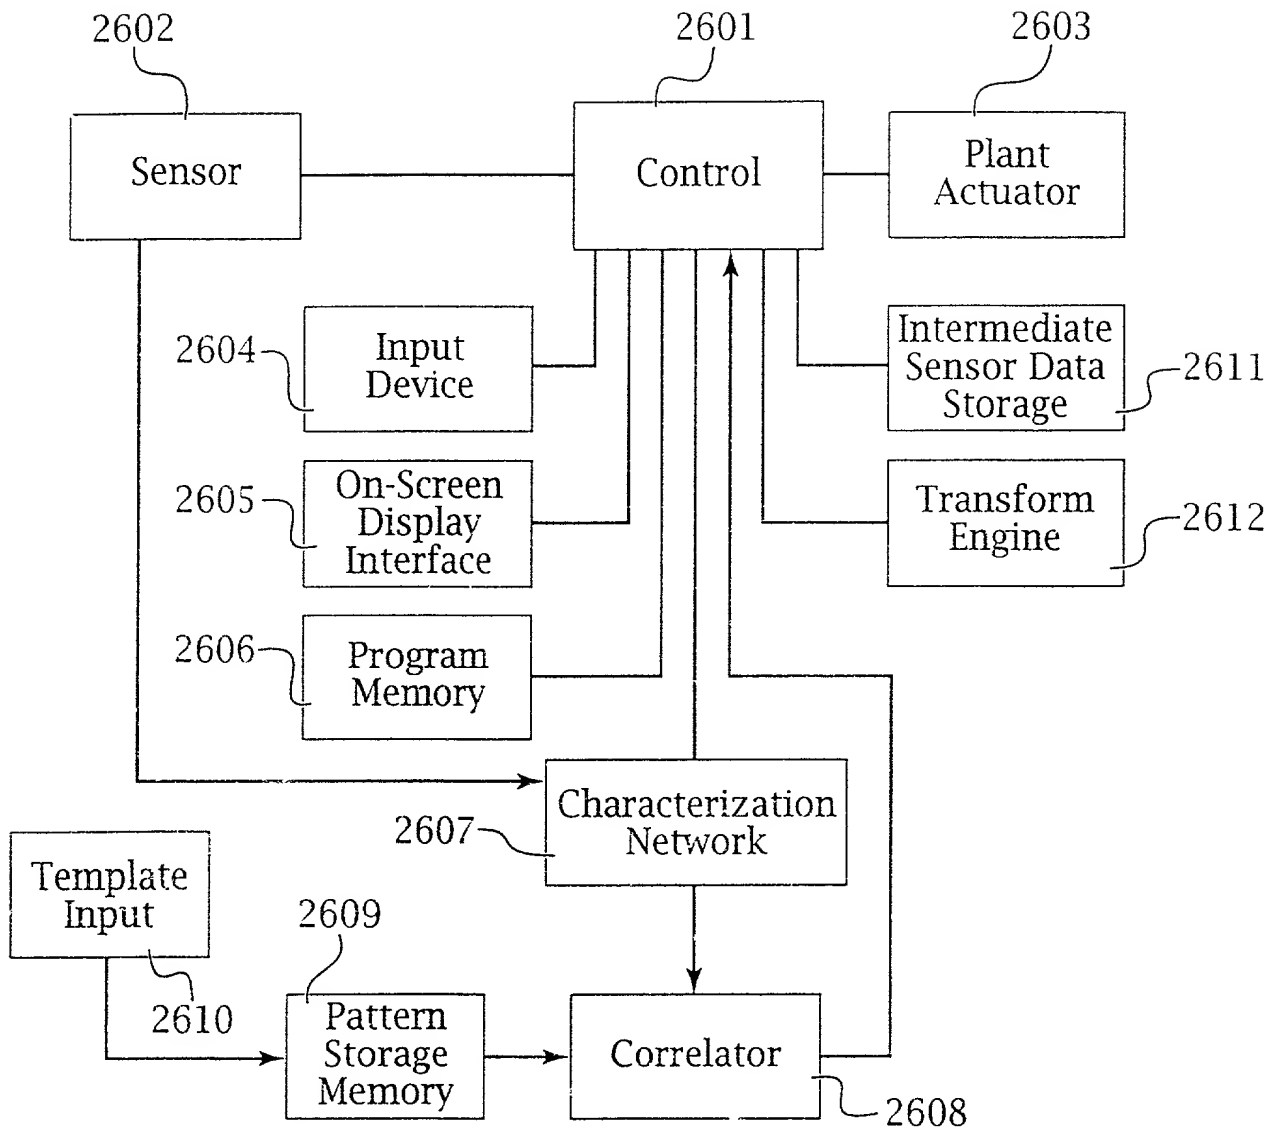 2602
2601
2603
Sensor
Control
Plant
Actuator
2604
Input
Device
Intermediate
Sensor Data
Storage
2611
2605
On-Screen
Display
Interface
Transform
Engine
2612
2606
Program
Memory
Characterization
Network
2607
Template
Input
2610
2609
Pattern
Storage
Memory
Correlator
2608